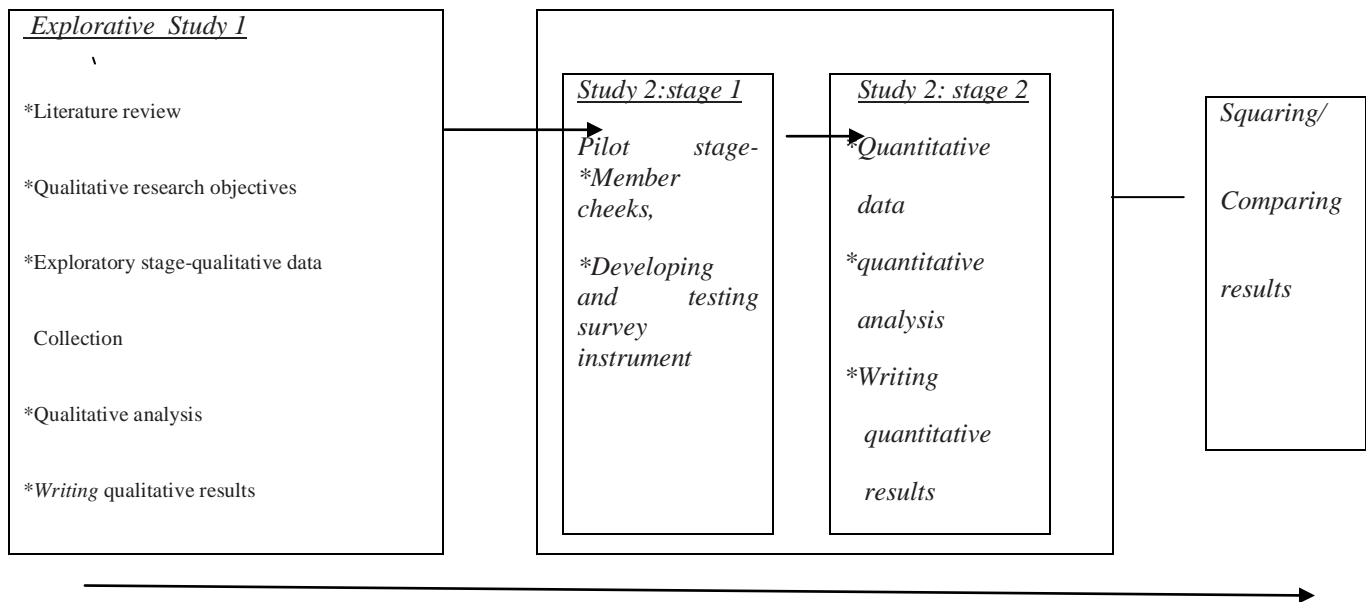 Explorative Study 1
*Literature review
*Qualitative research objectives
*Exploratory stage-qualitative data
Collection
*Qualitative analysis
*Writing qualitative results
Study 2:stage 1
Pilot stage-
*Member
cheeks,
*Developing
and testing
survey
instrument
Study 2: stage 2
*Quantitative
data
*quantitative
analysis
*Writing
quantitative
results
Squaring/
Comparing
results